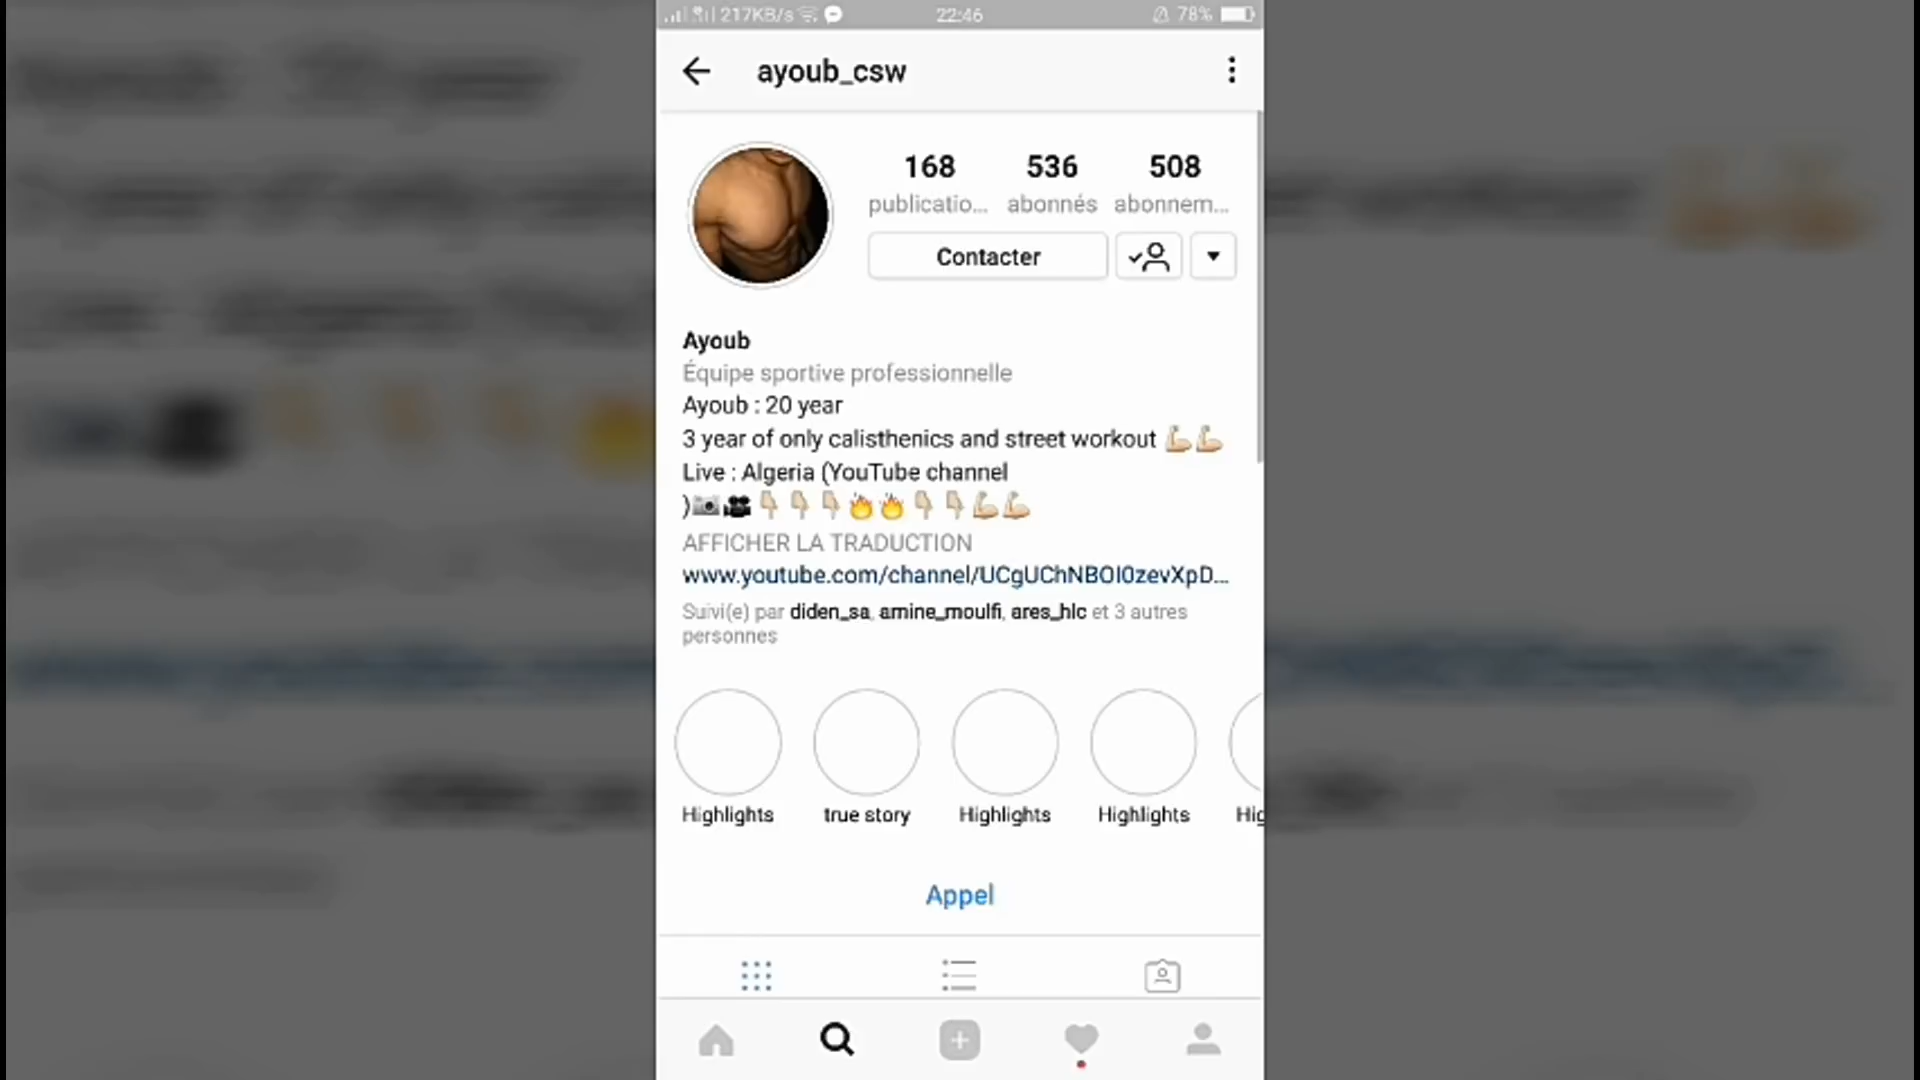 217KB/s 22:46 78%
ayoub_csw
168 536 508
publicatio... abonnés abonnem...
Contacter
Ayoub
Équipe sportive professionnelle
Ayoub : 20 year
3 year of only calisthenics and street workout 💪🏼💪🏼
Live : Algeria (YouTube channel
)📷🎥👇🏼👇🏼👇🏼🔥🔥👇🏼👇🏼💪🏼💪🏼
AFFICHER LA TRADUCTION
www.youtube.com/channel/UCgUChNBOI0zevXpD...
Suivi(e) par diden_sa, amine_moulfi, ares_hlc et 3 autres
personnes
Highlights true story Highlights Highlights Hig
Appel